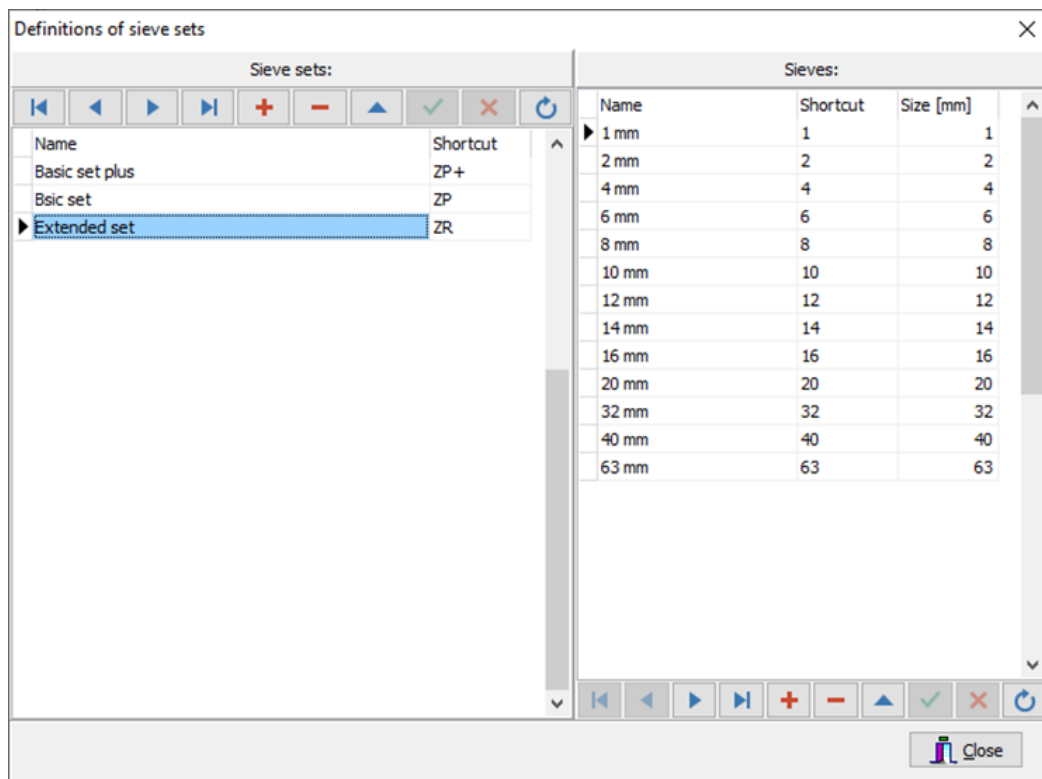 Definitions of sieve sets
Sieve sets:
Name Shortcut
Basic set plus ZP+
Bsic set ZP
Extended set ZR
Sieves:
Name Shortcut Size [mm]
1 mm 1 1
2 mm 2 2
4 mm 4 4
6 mm 6 6
8 mm 8 8
10 mm 10 10
12 mm 12 12
14 mm 14 14
16 mm 16 16
20 mm 20 20
32 mm 32 32
40 mm 40 40
63 mm 63 63
Close